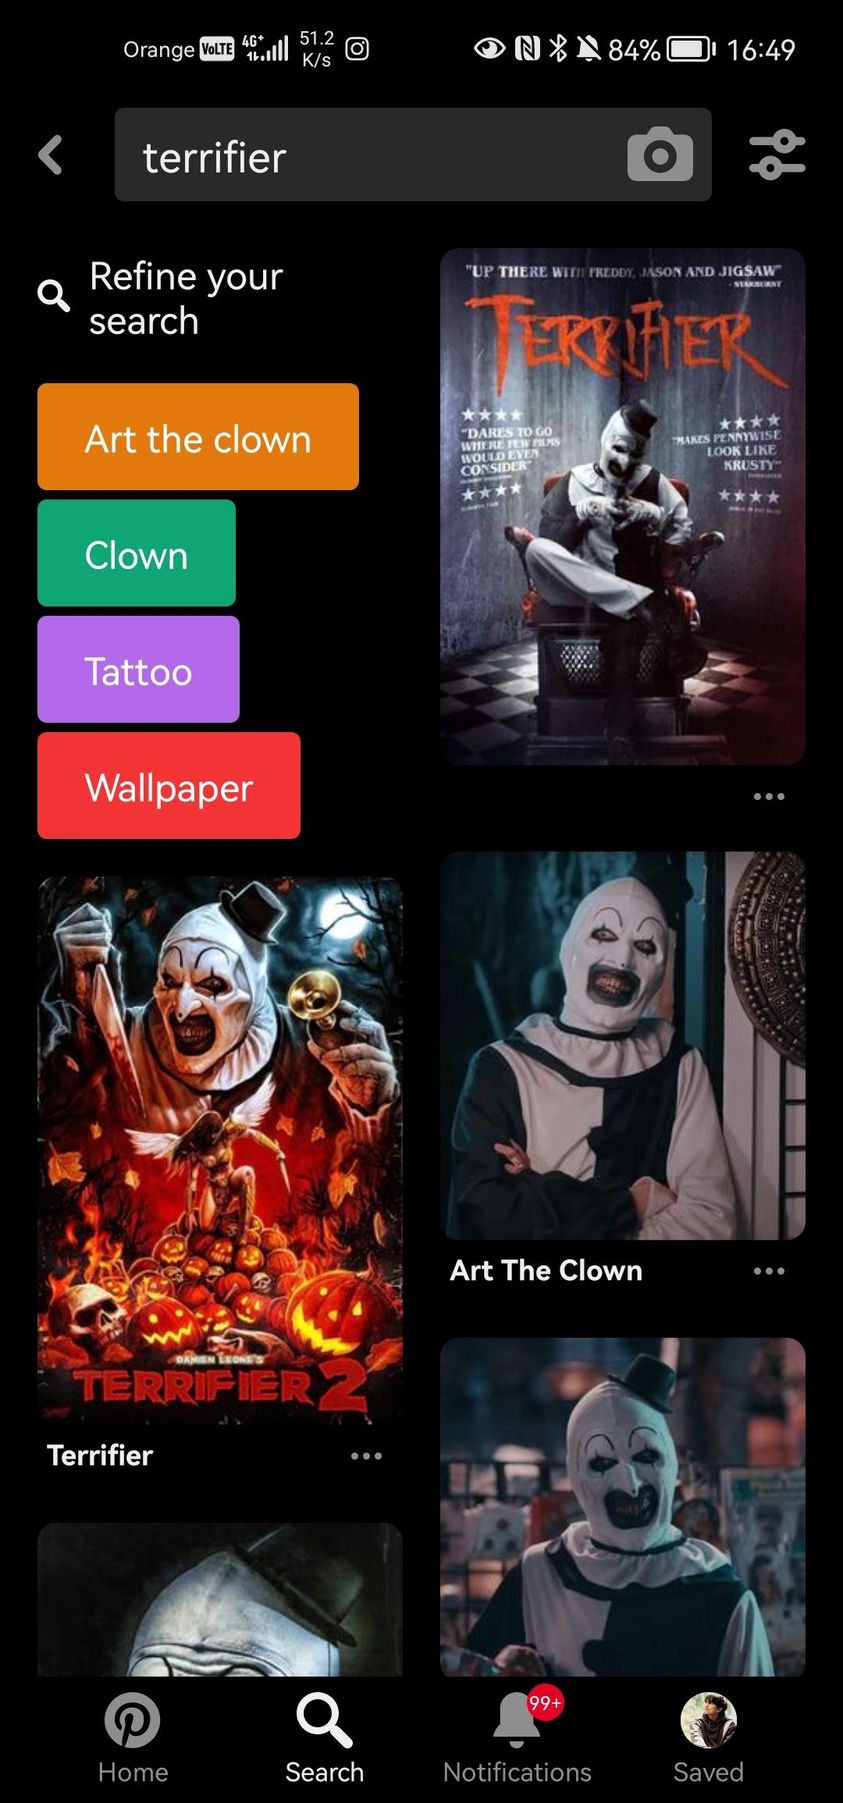 Orange VoLTE 4G+ 51.2 K/s 84% 16:49
terrifier
Refine your
search
Art the clown
Clown
Tattoo
Wallpaper
"UP THERE WITH FREDDY, JASON AND JIGSAW"
- STARBURST
TERRIFIER
"DARES TO GO
WHERE FEW FILMS
WOULD EVEN
CONSIDER"
"MAKES PENNYWISE
LOOK LIKE
KRUSTY"
DAMIEN LEONE'S
TERRIFIER 2
Terrifier
Art The Clown
99+
Home
Search
Notifications
Saved